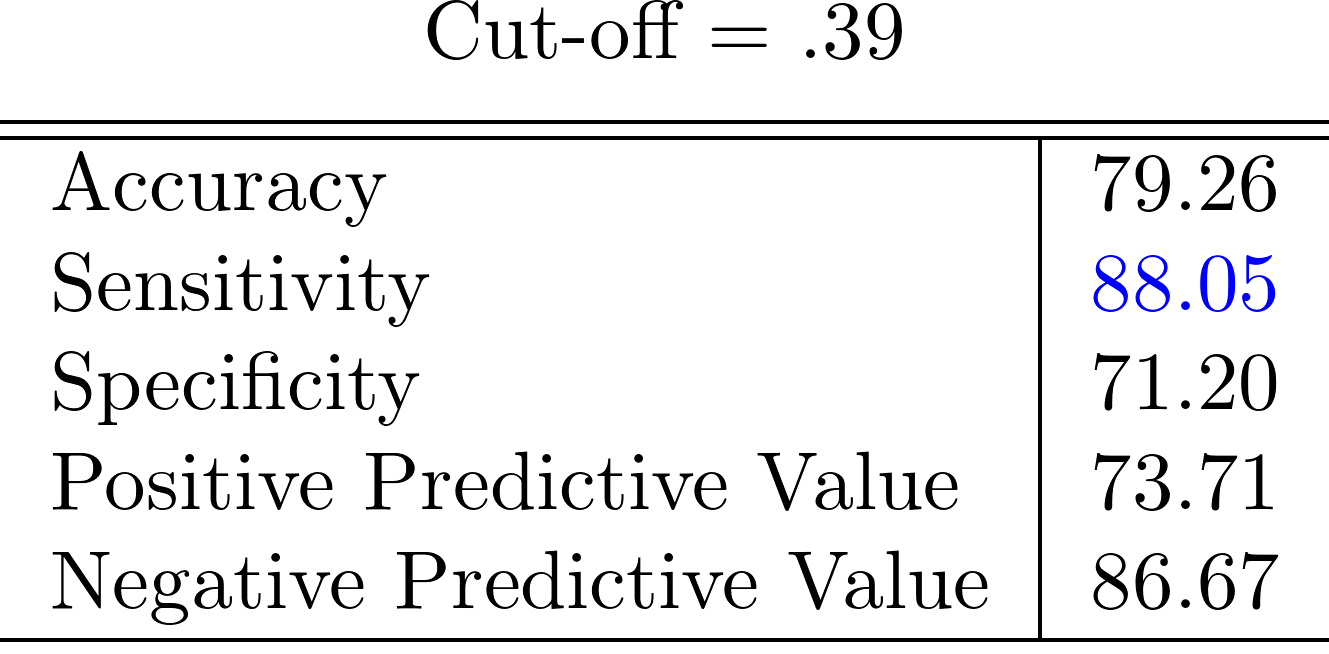 Cut-off = .39
Accuracy 79.26
Sensitivity 88.05
Specificity 71.20
Positive Predictive Value 73.71
Negative Predictive Value 86.67